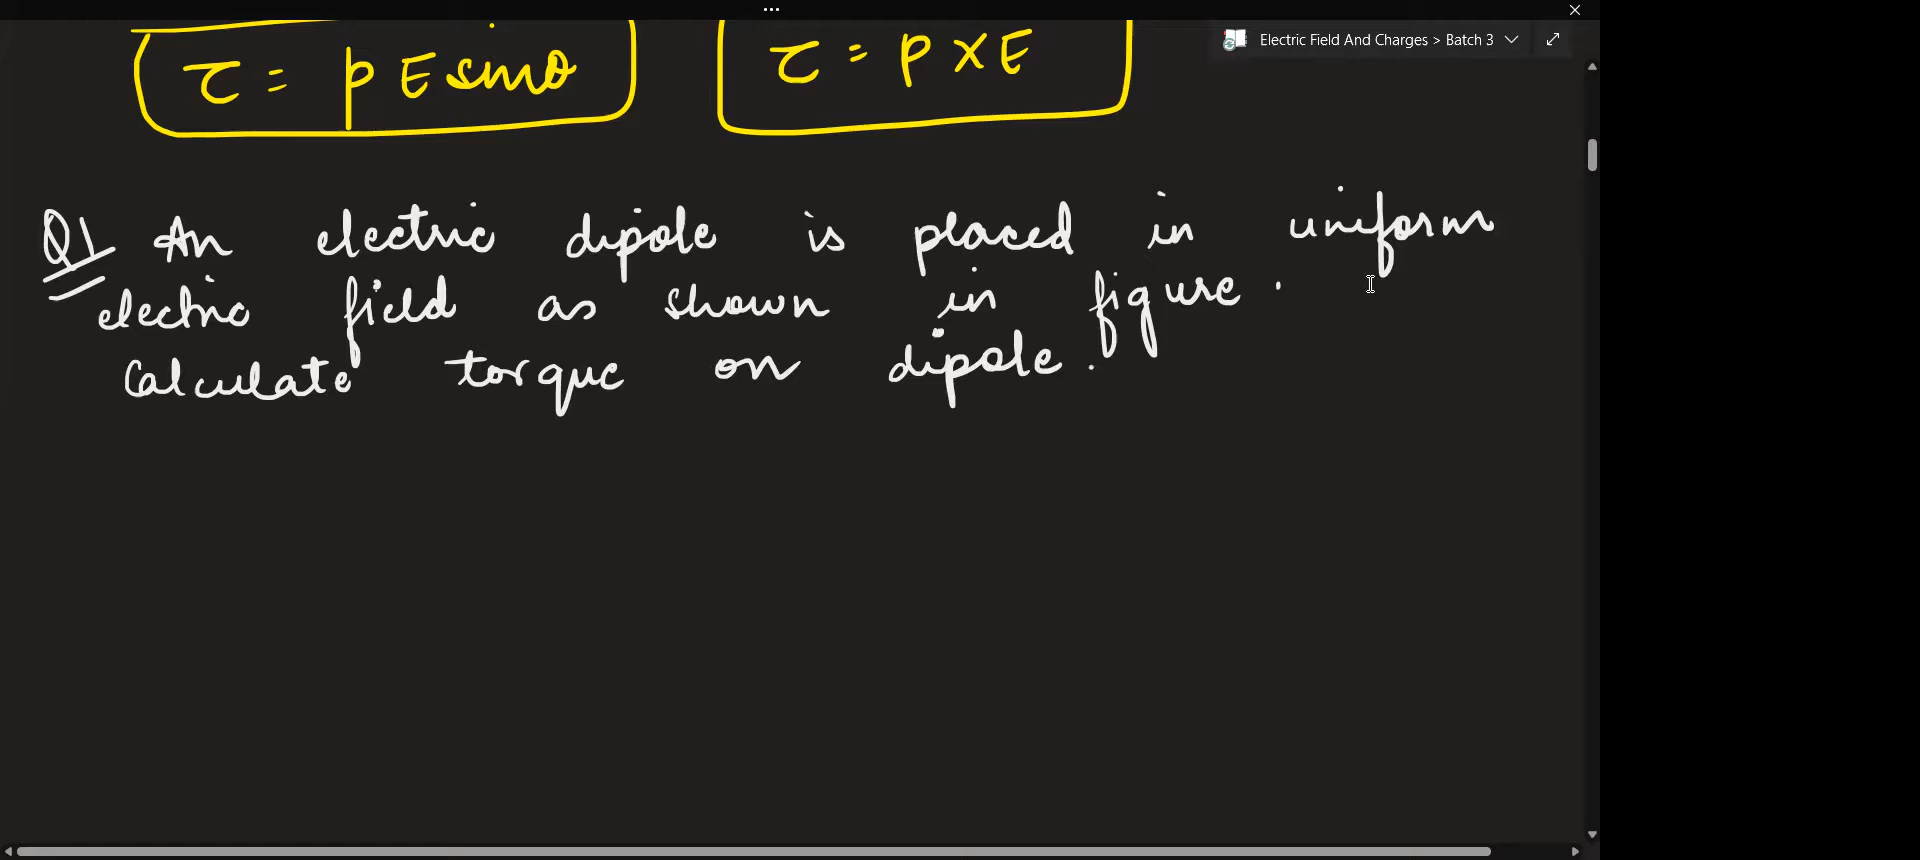 Electric Field And Charges > Batch 3
τ = p E sinθ
τ = p x E
Q1 An electric dipole is placed in uniform
electric field as shown in figure.
Calculate torque on dipole.